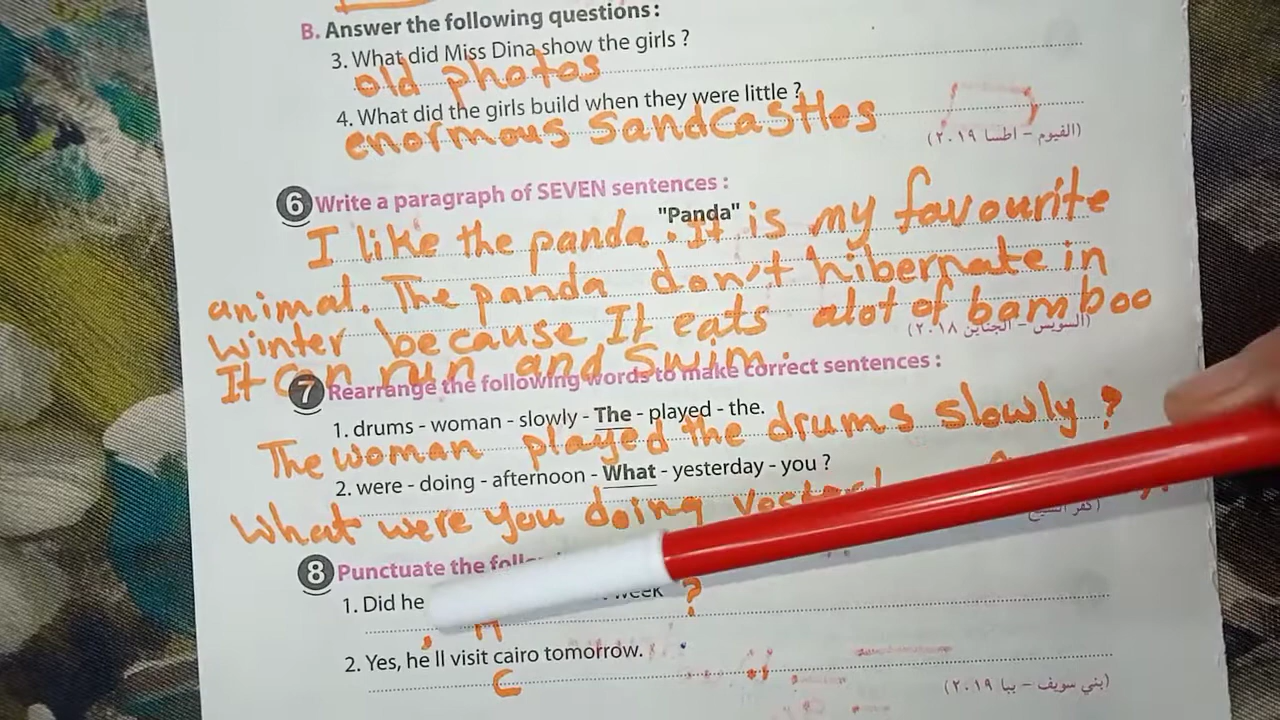 B. Answer the following questions :
3. What did Miss Dina show the girls ?
old photos
4. What did the girls build when they were little ?
enormous sandcastles
(الفيوم - اطسا ٢٠١٩)
6 Write a paragraph of SEVEN sentences :
"Panda"
I like the panda. It is my favourite
animal. The panda don't hibernate in
winter because It eats alot of bamboo
(السويس - الجناين ٢٠١٨)
It can run and swim.
7 Rearrange the following words to make correct sentences :
1. drums - woman - slowly - The - played - the.
The woman played the drums slowly ?
2. were - doing - afternoon - What - yesterday - you ?
What were you doing
(كفر الشيخ
8 Punctuate the
1. Did he week ?
, M
2. Yes, he ll visit cairo tomorrow.
C
(بني سويف - ببا ٢٠١٩)